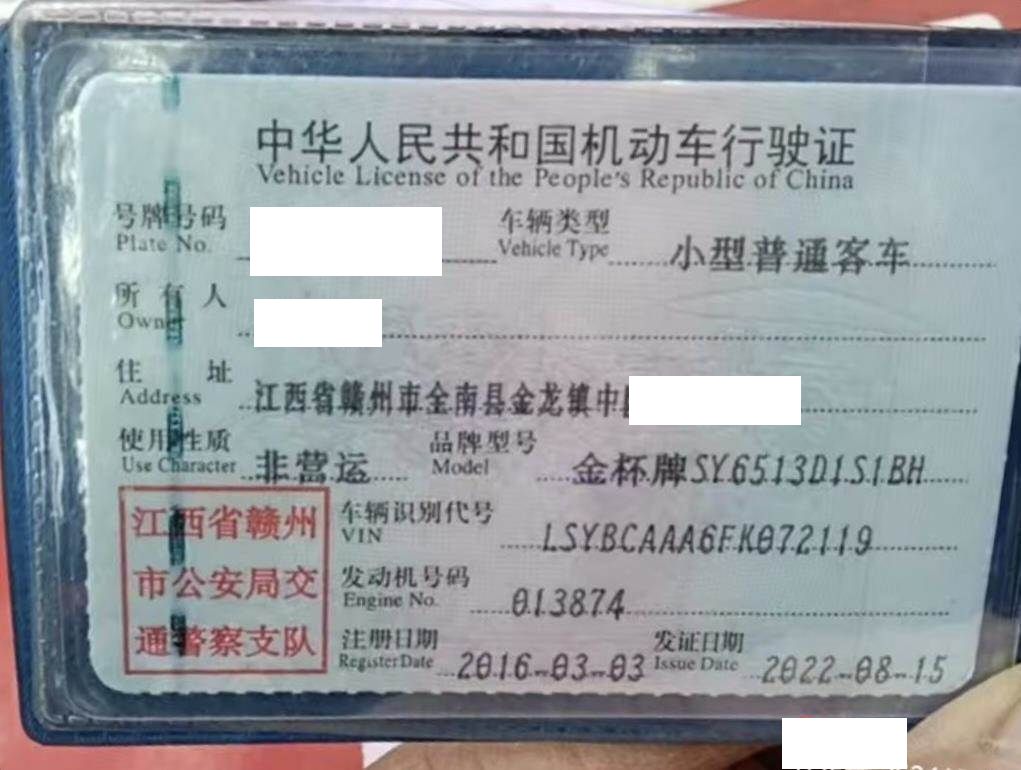 中华人民共和国机动车行驶证
Vehicle License of the People's Republic of China
号牌号码
Plate No.
车辆类型
Vehicle Type
小型普通客车
所有人
Owner
住址
Address
江西省赣州市全南县金龙镇中
使用性质
Use Character
非营运
品牌型号
Model
金杯牌SY6513D1S1BH
江西省赣州
市公安局交
通警察支队
车辆识别代号
VIN
LSYBCAAA6FK072119
发动机号码
Engine No.
013874
注册日期
Register Date
2016-03-03
发证日期
Issue Date
2022-08-15